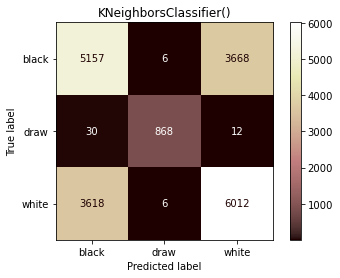 KNeighborsClassifier()
True label
black
5157 6 3668
draw
30 868 12
white
3618 6 6012
black draw white
Predicted label
6000
5000
4000
3000
2000
1000